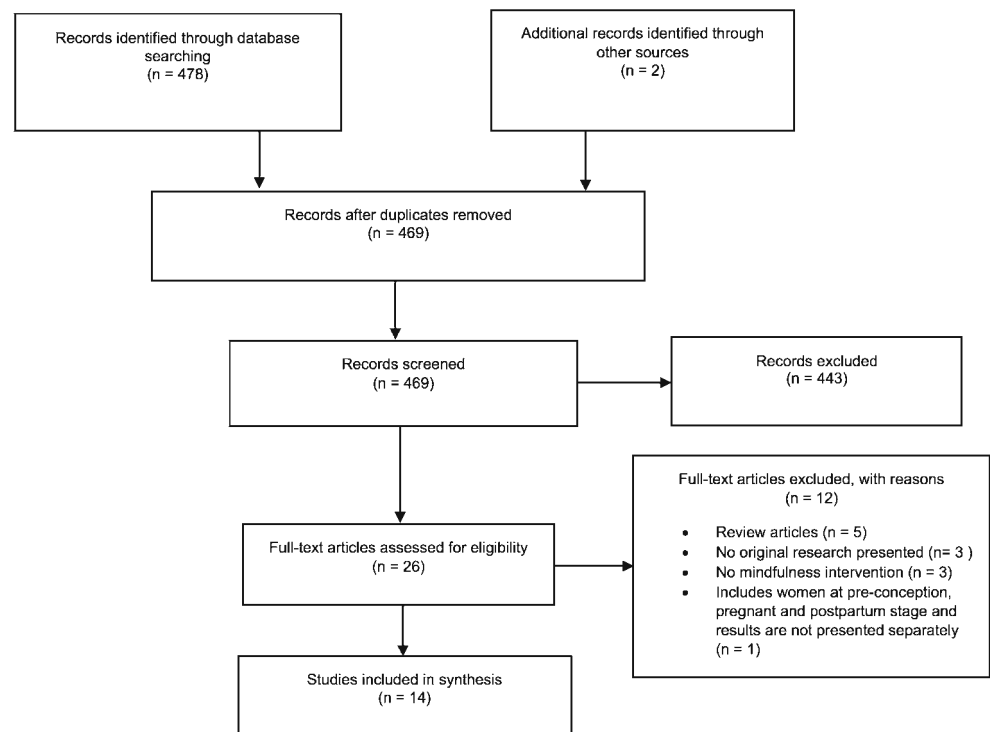 Records identified through database
searching
(n = 478)
Additional records identified through
other sources
(n = 2)
Records after duplicates removed
(n = 469)
Records screened
(n = 469)
Records excluded
(n = 443)
Full-text articles assessed for eligibility
(n = 26)
Full-text articles excluded, with reasons
(n = 12)
• Review articles (n = 5)
• No original research presented (n= 3 )
• No mindfulness intervention (n = 3)
• Includes women at pre-conception,
pregnant and postpartum stage and
results are not presented separately
(n = 1)
Studies included in synthesis
(n = 14)